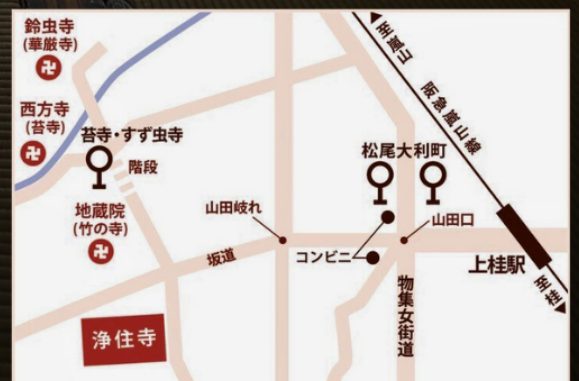 鈴虫寺
(華厳寺)
西方寺
(苔寺)
苔寺・すず虫寺
階段
地蔵院
(竹の寺)
至嵐山
阪急嵐山線
松尾大利町
山田岐れ
山田口
坂道
コンビニ
上桂駅
至桂
物集女街道
浄住寺